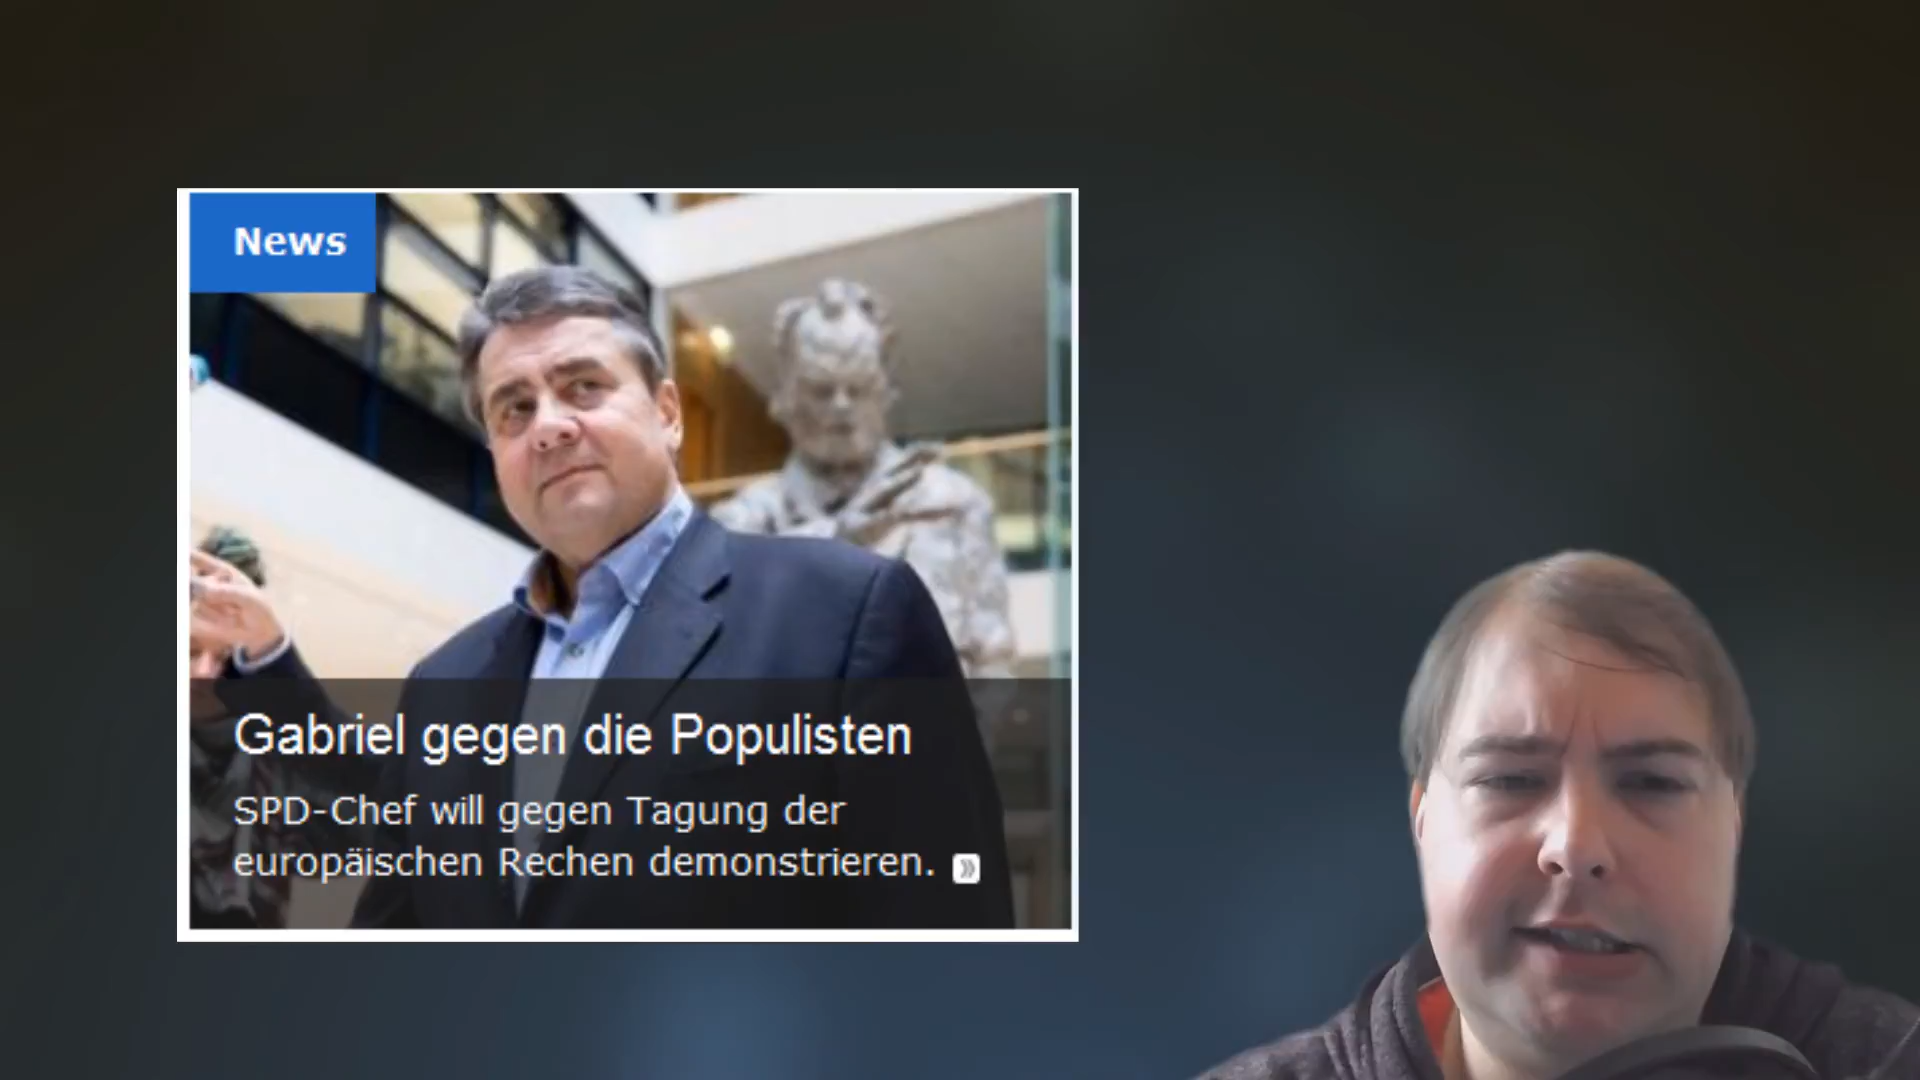 News
Gabriel gegen die Populisten
SPD-Chef will gegen Tagung der
europäischen Rechen demonstrieren.